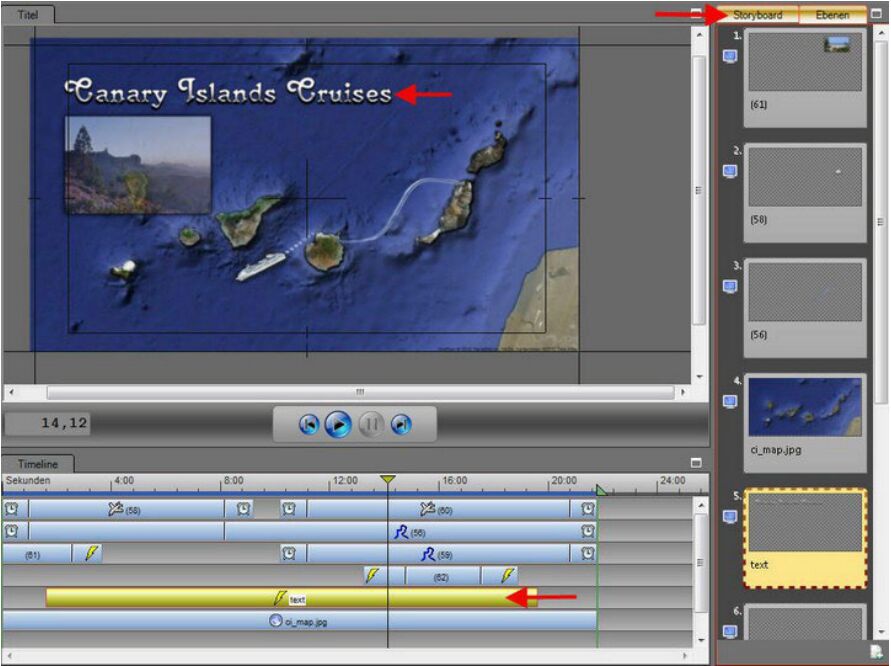 Titel
Storyboard
Ebenen
Canary Islands Cruises
1.
(61)
2.
(58)
3.
(56)
4.
ci_map.jpg
5.
text
6.
14,12
Timeline
Sekunden
4:00
8:00
12:00
16:00
20:00
24:00
(58)
(60)
(56)
(61)
(59)
(62)
text
ci_map.jpg